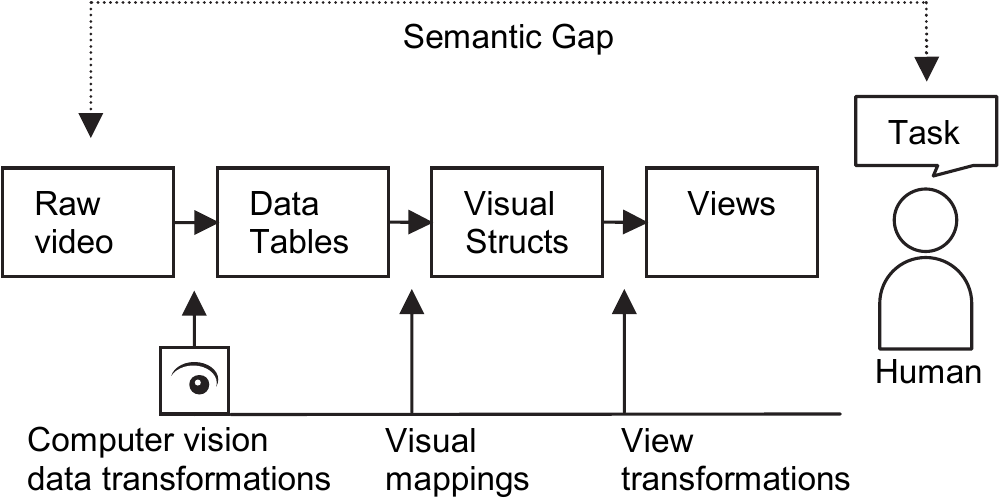 Semantic Gap
Task
Raw
video
Data
Tables
Visual
Structs
Views
Human
Computer vision
data transformations
Visual
mappings
View
transformations